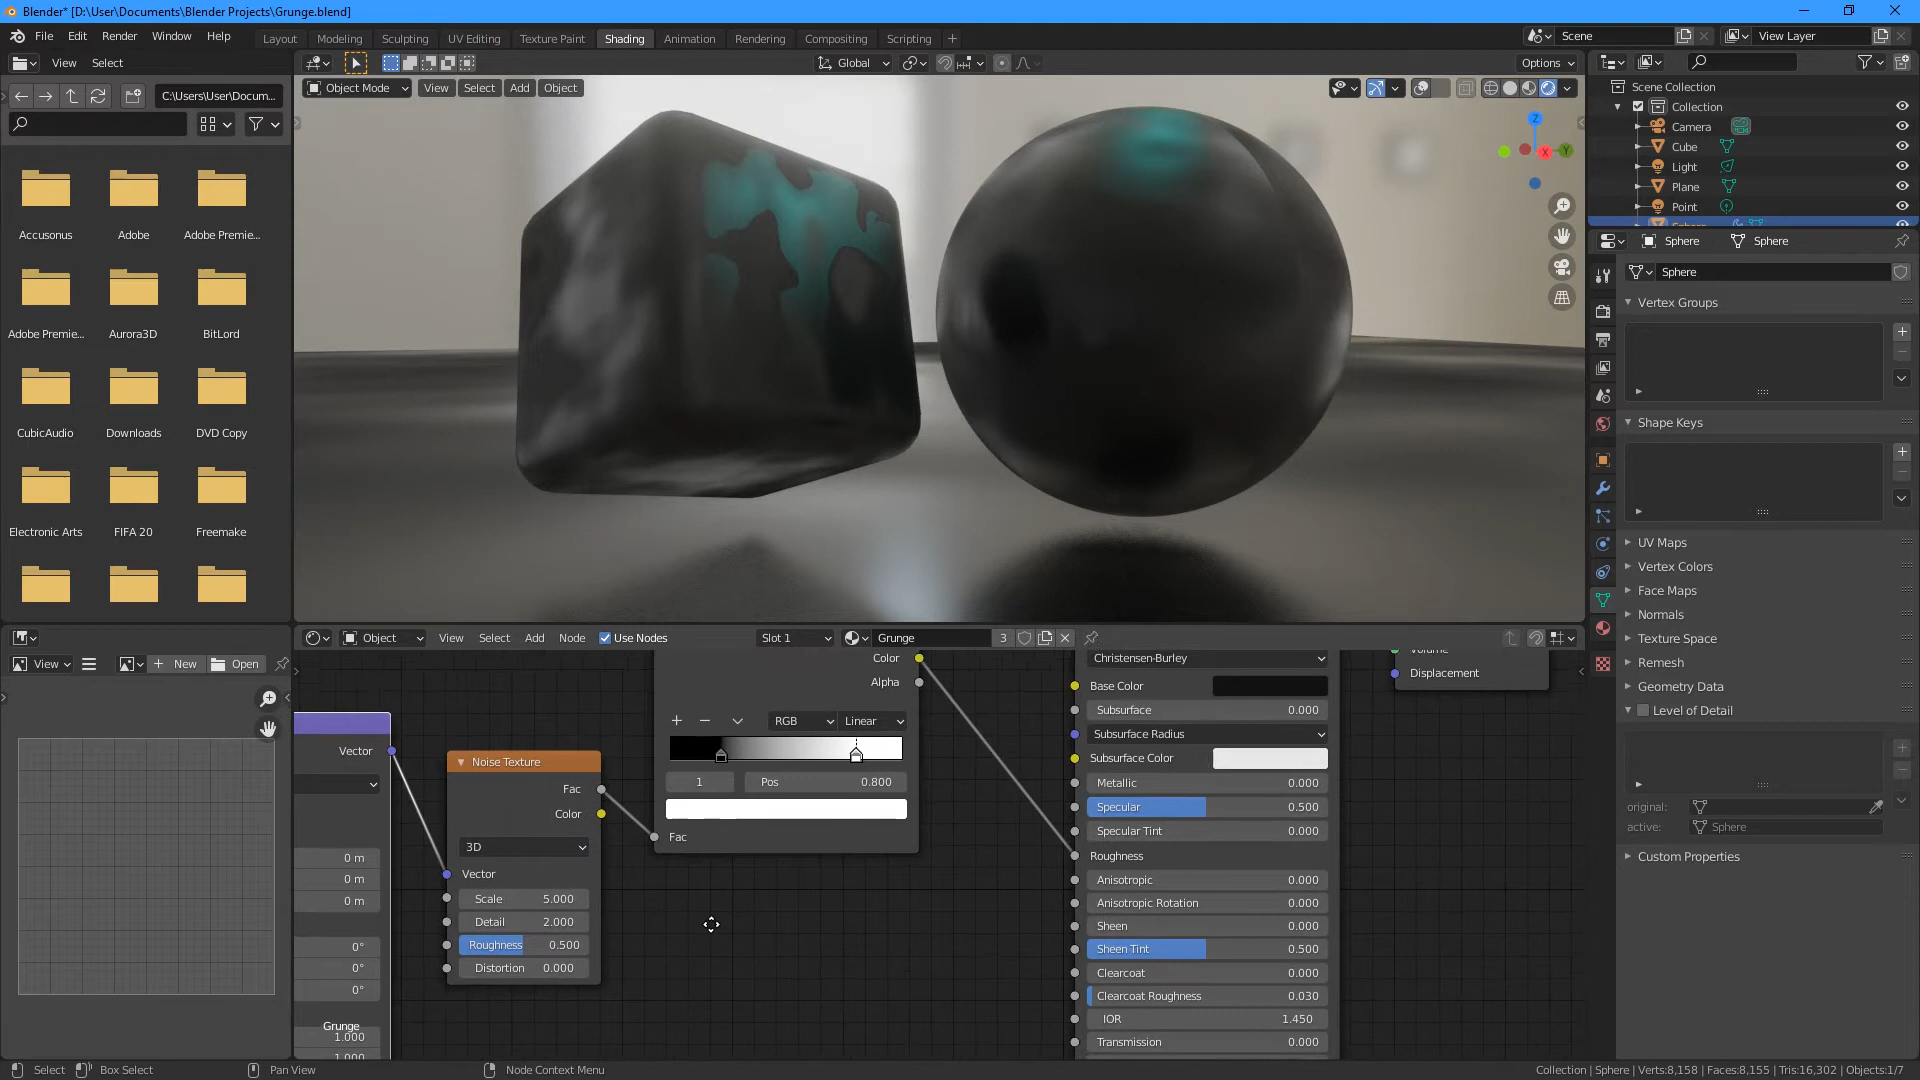 Blender* [D:\User\Documents\Blender Projects\Grunge.blend]
File Edit Render Window Help
Layout Modeling Sculpting UV Editing Texture Paint Shading Animation Rendering Compositing Scripting
Scene
View Layer
View Select
Global
Options
C:\Users\User\Docum...
Object Mode View Select Add Object
Z
X
Y
Accusonus Adobe Adobe Premie...
Adobe Premie... Aurora3D BitLord
CubicAudio Downloads DVD Copy
Electronic Arts FIFA 20 Freemake
Scene Collection
Collection
Camera
Cube
Light
Plane
Point
Sphere Sphere
Sphere
Vertex Groups
Shape Keys
UV Maps
Vertex Colors
Face Maps
Normals
Texture Space
Remesh
Geometry Data
Level of Detail
original:
active: Sphere
Custom Properties
View New Open
Object View Select Add Node Use Nodes Slot 1 Grunge 3
Vector
0 m
0 m
0 m
0°
0°
0°
Grunge
1.000
1.000
Noise Texture
Fac
Color
3D
Vector
Scale 5.000
Detail 2.000
Roughness 0.500
Distortion 0.000
Color
Alpha
RGB Linear
1 Pos 0.800
Fac
Christensen-Burley
Base Color
Subsurface 0.000
Subsurface Radius
Subsurface Color
Metallic 0.000
Specular 0.500
Specular Tint 0.000
Roughness
Anisotropic 0.000
Anisotropic Rotation 0.000
Sheen 0.000
Sheen Tint 0.500
Clearcoat 0.000
Clearcoat Roughness 0.030
IOR 1.450
Transmission 0.000
Displacement
Select Box Select Pan View Node Context Menu
Collection | Sphere | Verts:8,158 | Faces:8,155 | Tris:16,302 | Objects:1/7